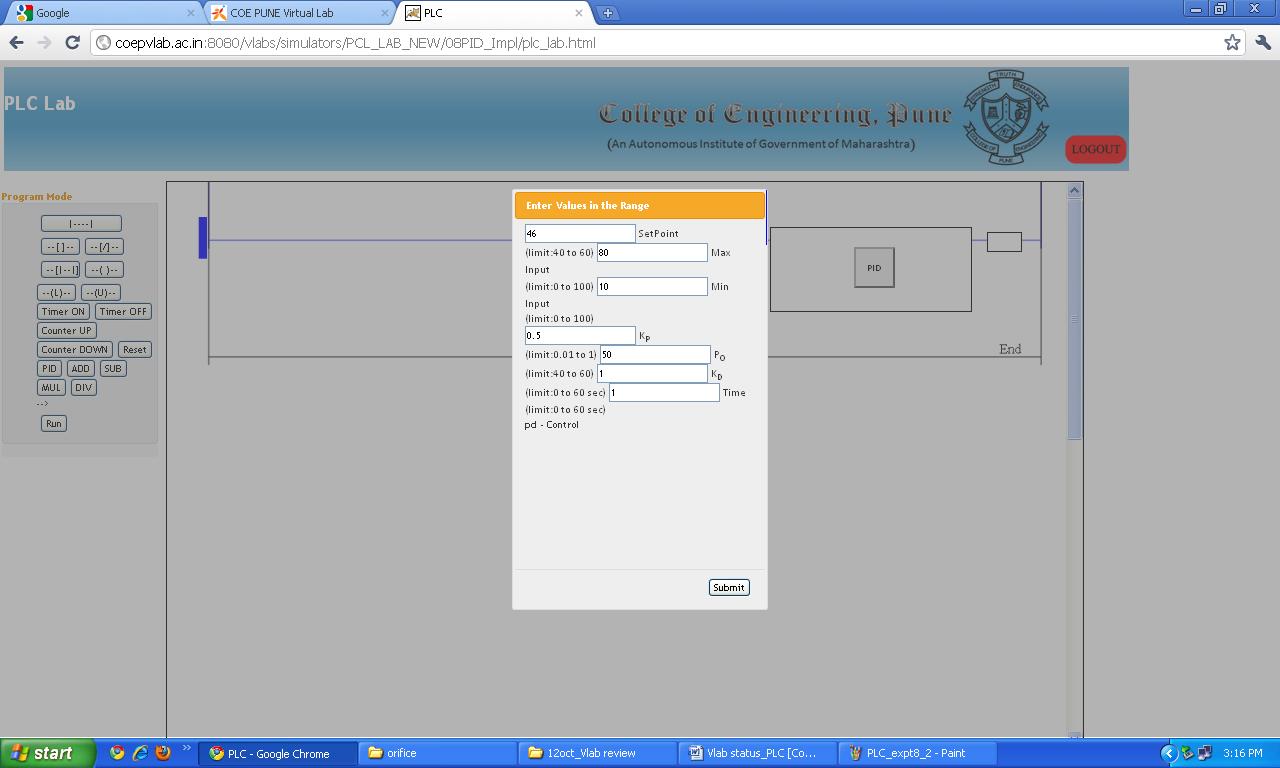 Google
COE PUNE Virtual Lab
PLC
coepvlab.ac.in:8080/vlabs/simulators/PCL_LAB_NEW/08PID_Impl/plc_lab.html
PLC Lab
College of Engineering, Pune
(An Autonomous Institute of Government of Maharashtra)
LOGOUT
Program Mode
|----|
--[ ]-- --[/]--
--[|--|] --( )--
--(L)-- --(U)--
Timer ON Timer OFF
Counter UP
Counter DOWN Reset
PID ADD SUB
MUL DIV
-->
Run
Enter Values in the Range
46 SetPoint
(limit:40 to 60) 80 Max
Input
(limit:0 to 100) 10 Min
Input
(limit:0 to 100)
0.5 KP
(limit:0.01 to 1) 50 PO
(limit:40 to 60) 1 KD
(limit:0 to 60 sec) 1 Time
(limit:0 to 60 sec)
pd - Control
Submit
PID
End
start
PLC - Google Chrome
orifice
12oct_Vlab review
Vlab status_PLC [Co...
PLC_expt8_2 - Paint
3:16 PM